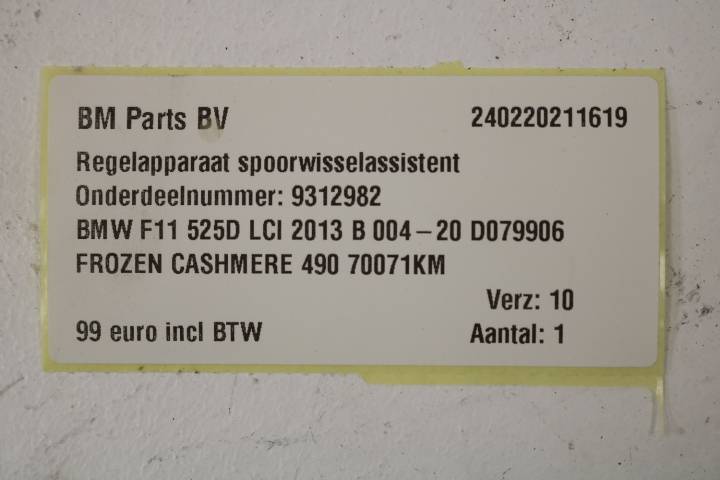 BM Parts BV 240220211619
Regelapparaat spoorwisselassistent
Onderdeelnummer: 9312982
BMW F11 525D LCI 2013 B 004-20 D079906
FROZEN CASHMERE 490 70071KM
Verz: 10
99 euro incl BTW Aantal: 1